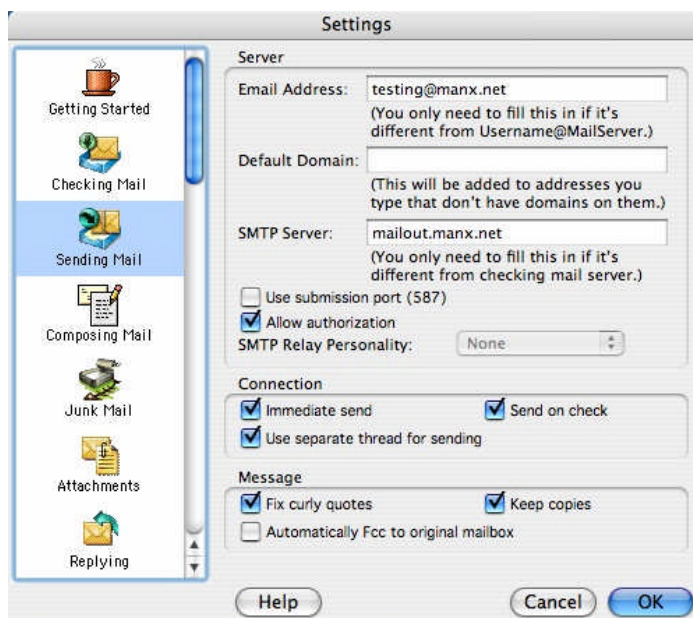 Settings
Getting Started
Checking Mail
Sending Mail
Composing Mail
Junk Mail
Attachments
Replying
Server
Email Address: testing@manx.net
(You only need to fill this in if it's
different from Username@MailServer.)
Default Domain:
(This will be added to addresses you
type that don't have domains on them.)
SMTP Server: mailout.manx.net
(You only need to fill this in if it's
different from checking mail server.)
Use submission port (587)
Allow authorization
SMTP Relay Personality: None
Connection
Immediate send Send on check
Use separate thread for sending
Message
Fix curly quotes Keep copies
Automatically Fcc to original mailbox
Help Cancel OK